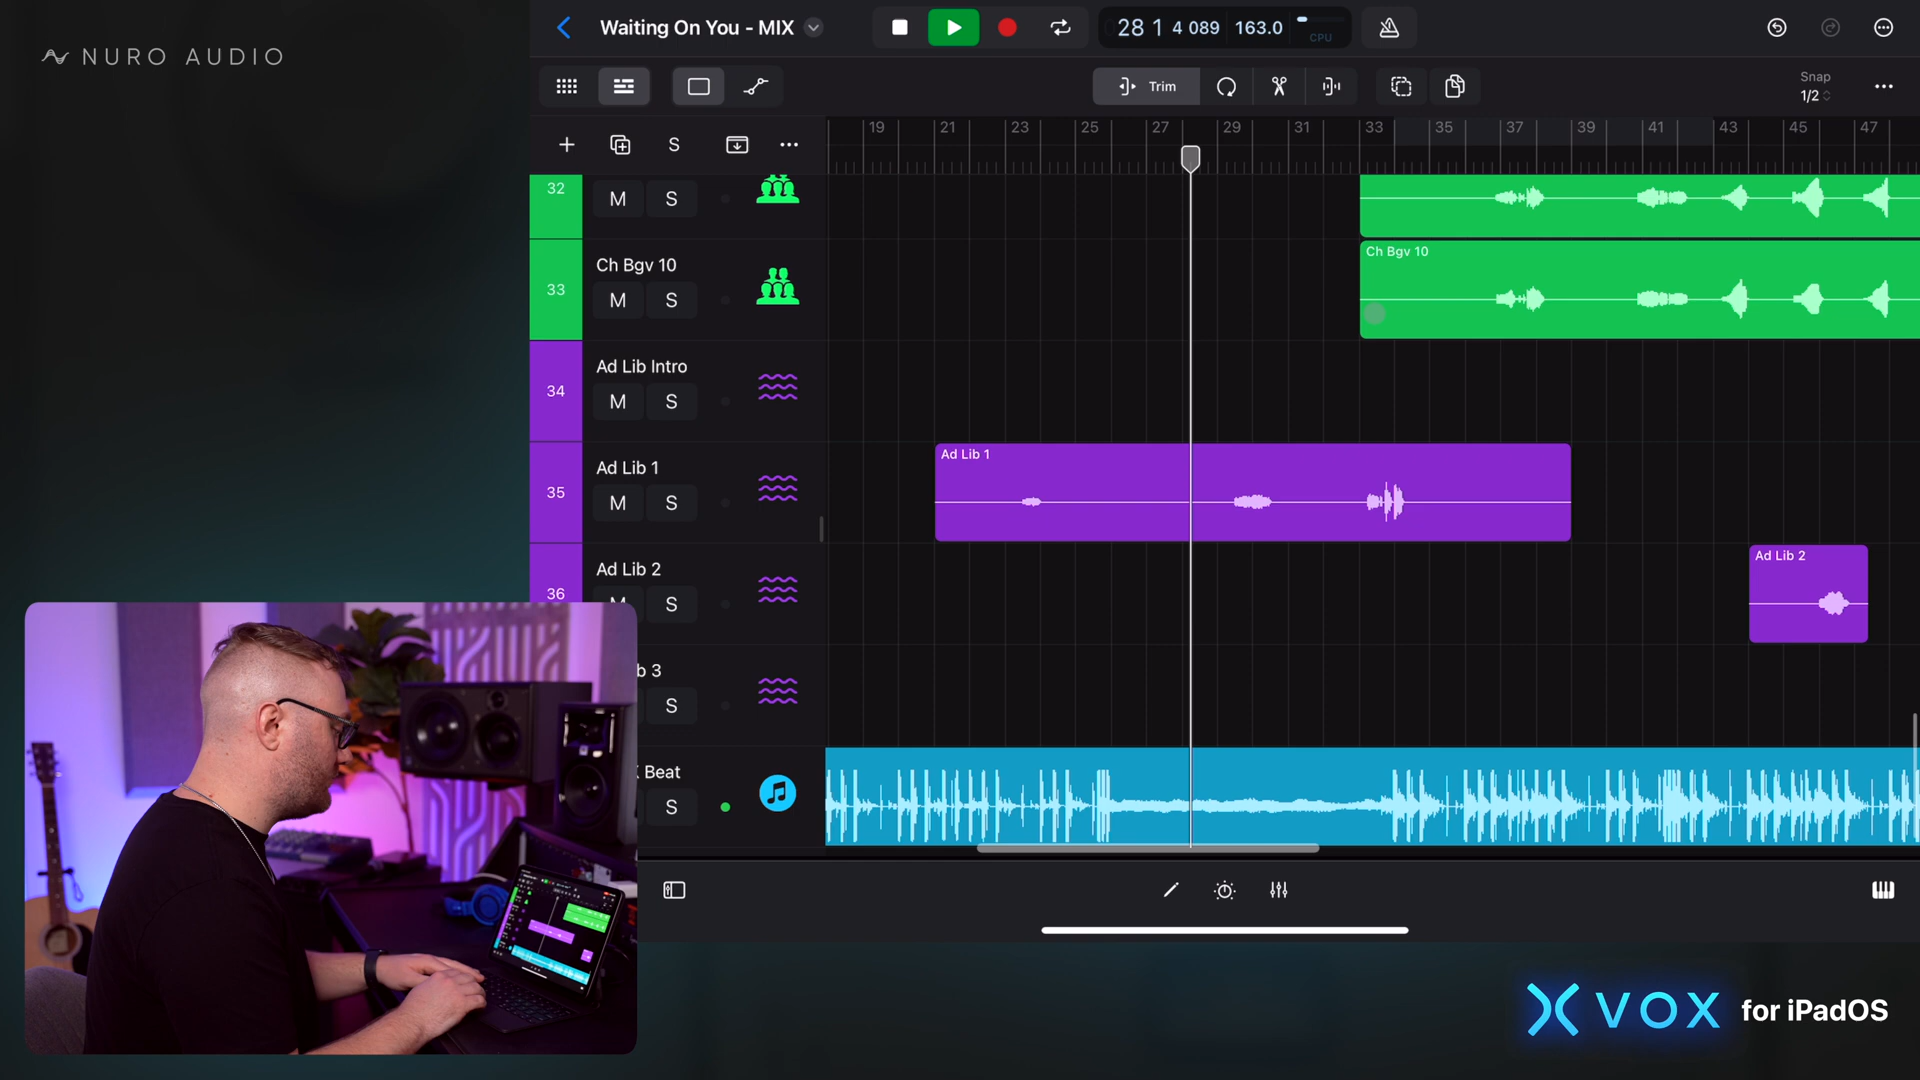 NURO AUDIO
Waiting On You - MIX
28 1 4 089 163.0 CPU
Trim
Snap
1/2
S
19 21 23 25 27 29 31 33 35 37 39 41 43 45 47
32
M S
Ch Bgv 10
33
M S
Ch Bgv 10
Ad Lib Intro
34
M S
Ad Lib 1
35
M S
Ad Lib 1
Ad Lib 2
36
M S
Ad Lib 2
b 3
S
Beat
S
VOX for iPadOS